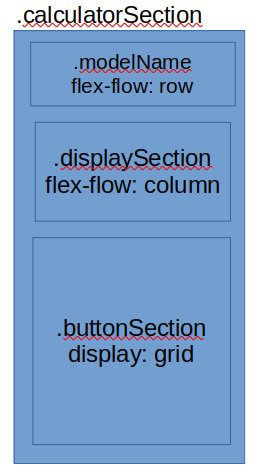 .calculatorSection
.modelName
flex-flow: row
.displaySection
flex-flow: column
.buttonSection
display: grid